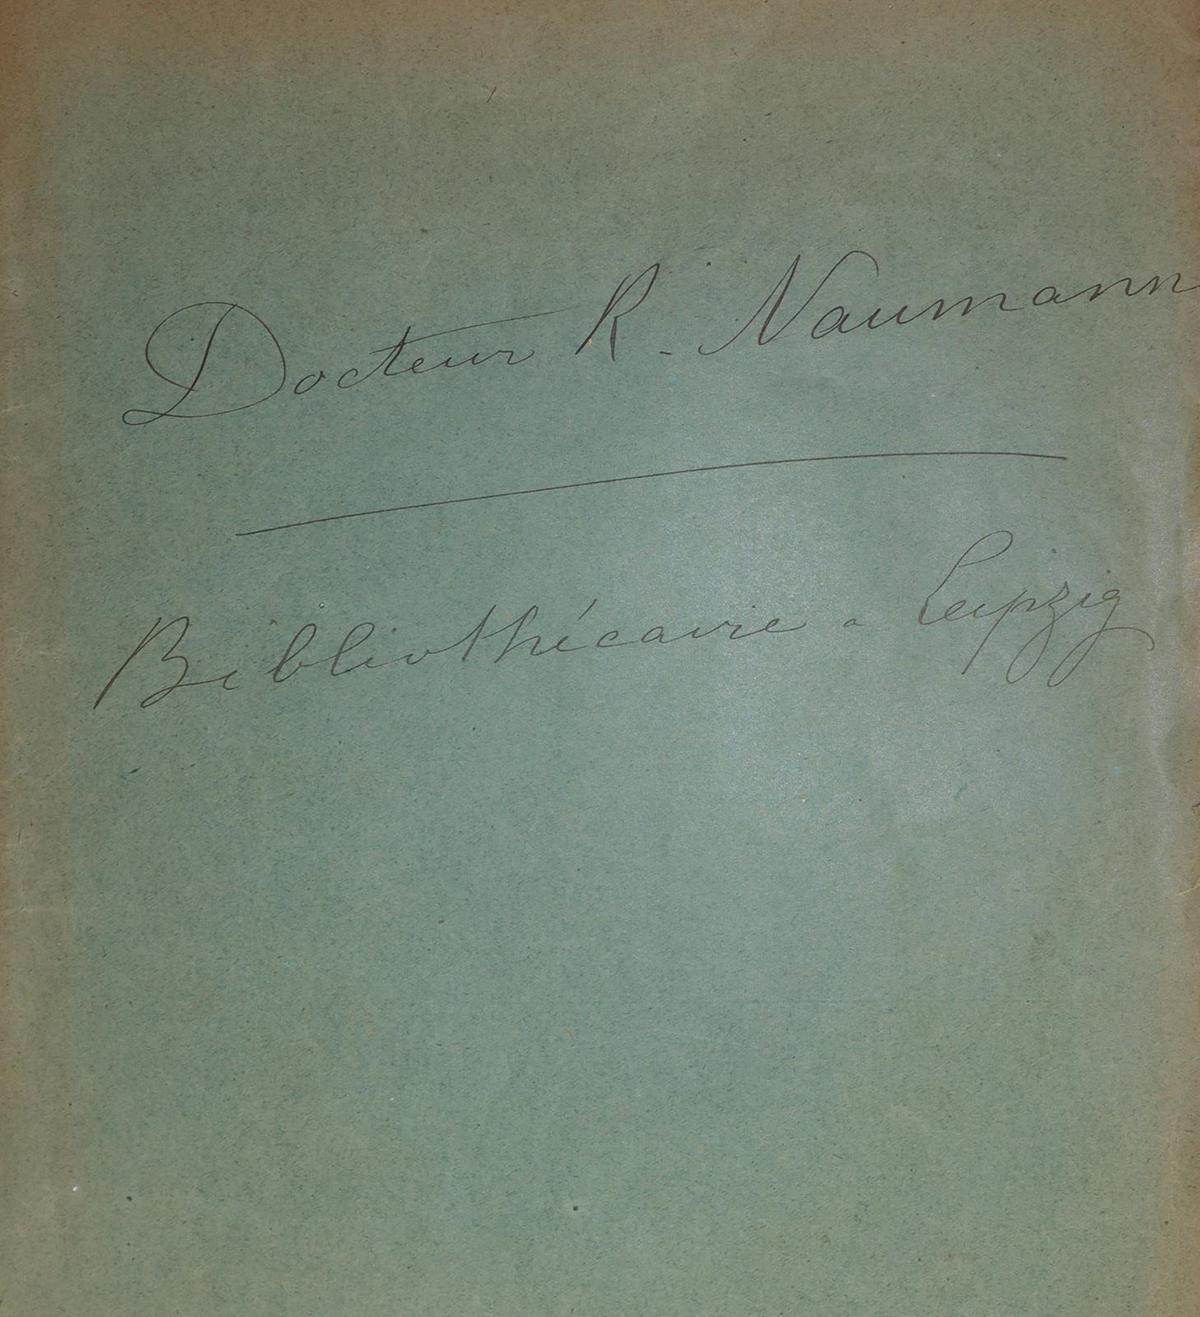 Docteur R. Naumann
Bibliothécaire a Leipzig